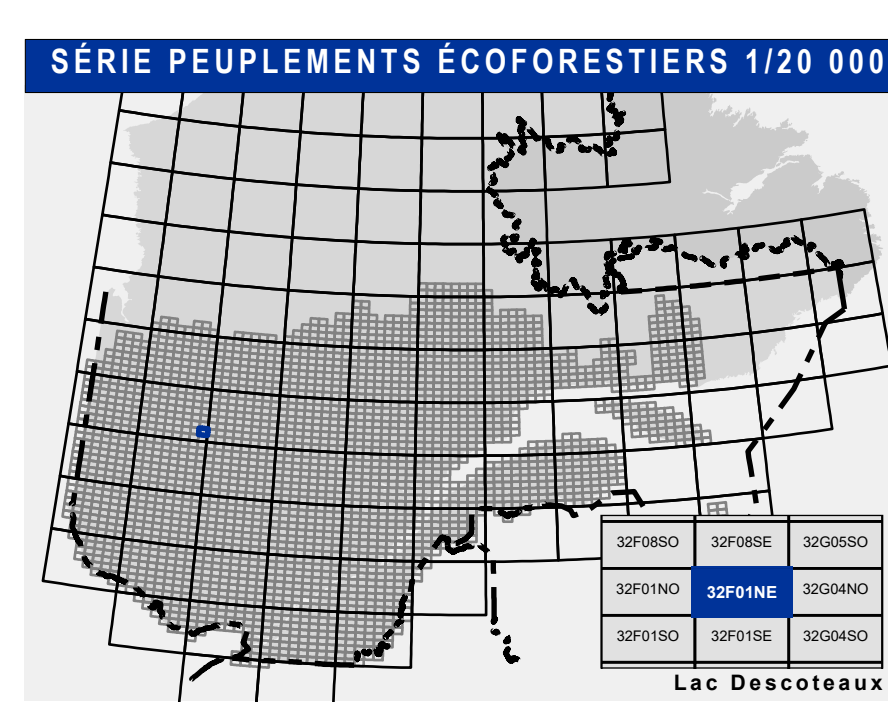 SÉRIE PEUPLEMENTS ÉCOFORESTIERS 1/20 000
32F08SO 32F08SE 32G05SO
32F01NO 32F01NE 32G04NO
32F01SO 32F01SE 32G04SO
Lac Descoteaux